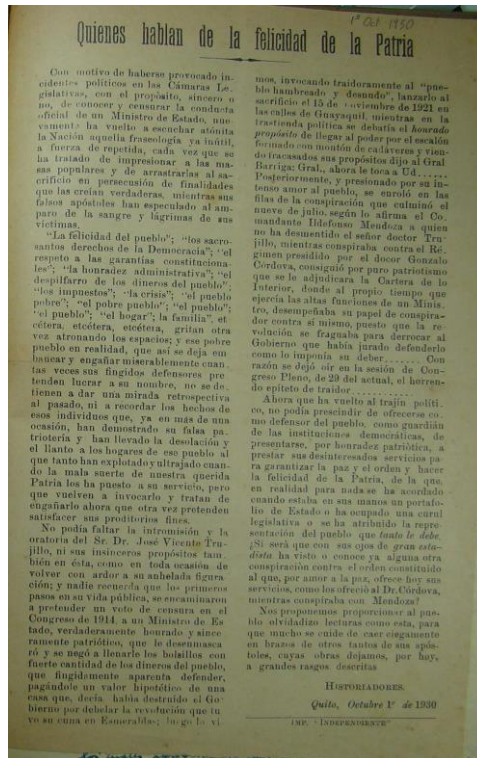 1º Oct 1930
Quienes hablan de la felicidad de la Patria
Con motivo de haberse provocado in-
cidentes políticos en las Cámaras Le-
gislativas, con el propósito, sincero o
no, de conocer y censurar la conducta
oficial de un Ministro de Estado, nue-
vamente ha vuelto a escuchar atónita
la Nación aquella fraseología ya inútil,
a fuerza de repetida, cada vez que se
ha tratado de impresionar a las ma-
sas populares y de arrastrarlas al sa-
crificio en persecusión de finalidades
que las creían verdaderas, mientras sus
falsos apóstoles han especulado al am-
paro de la sangre y lágrimas de sus
víctimas.
"La felicidad del pueblo"; "los sacro-
santos derechos de la Democracia"; "el
respeto a las garantías constituciona-
les"; "la honradez administrativa"; "el
despilfarro de los dineros del pueblo"
"los impuestos"; "la crisis"; "el pueblo
pobre"; "el pobre pueblo"; "el pueblo";
"el pueblo"; "el hogar"; la familia", et
cétera, etcétera, etcétera, gritan otra
vez atronando los espacios; y ese pobre
pueblo en realidad, que así se deja em-
baucar y engañar miserablemente cuan-
tas veces sus fingidos defensores pre
tenden lucrar a su nombre, no se de-
tienen a dar una mirada retrospectiva
al pasado, ni a recordar los hechos de
esos individuos que, ya en más de una
ocasión, han demostrado su falsa pa-
triotería y han llevado la desolación y
el llanto a los hogares de ese pueblo al
que tanto han explotado y ultrajado cuan-
do la mala suerte de nuestra querida
Patria los ha puesto a su servicio, pero
que vuelven a invocarlo y tratan de
engañarlo ahora que otra vez pretenden
satisfacer sus proditorios fines.
No podía faltar la intromisión y la
oratoria del Sr. Dr. José Vicente Tru-
jillo, ni sus insinceros propósitos tam-
bién en ésta, como en toda ocasión de
volver con ardor a su anhelada figura-
ción; y nadie recuerda que los primeros
pasos en su vida pública, se encaminaron
a pretender un voto de censura en el
Congreso de 1914, a un Ministro de Es
tado, verdaderamente honrado y since-
ramente patriótico, que le desenmasca-
ró y se negó a llenarle los bolsillos con
fuerte cantidad de los dineros del pueblo,
que fingidamente aparenta defender,
pagándole un valor hipotético de una
casa que, decía, había destruido el Go-
bierno por debelar la revolución que tu
vo su cuna en Esmeraldas; luego la vi
mos, invocando traidoramente al "pue-
blo hambreado y desnudo", lanzarlo al
sacrificio el 15 de noviembre de 1921 en
las calles de Guayaquil, mientras en la
trastienda política se debatía el honrado
propósito de llegar al poder por el escalón
formado con montón de cadáveres y vien-
do fracasados sus propósitos dijo al Gral
Barriga: Gral., ahora le toca a Ud......
Posteriormente, y presionado por su in-
tenso amor al pueblo, se enroló en las
filas de la conspiración que culminó el
nueve de julio, según lo afirma el Co-
mandante Ildefonso Mendoza a quien
no ha desmentido el señor doctor Tru-
jillo, mientras conspiraba contra el Ré-
gimen presidido por el docor Gonzalo
Córdova, consiguió por puro patriotismo
que se le adjudicara la Cartera de lo
Interior, donde al propio tiempo que
ejercía las altas funciones de un Minis-
tro, desempeñaba su papel de conspira-
dor contra sí mismo, puesto que la re-
volución se fraguaba para derrocar al
Gobierno que había jurado defenderlo
como lo imponía su deber...... Con
razón se dejó oír en la sesión de Con-
greso Pleno, de 29 del actual, el horren-
do epíteto de traidor..........
Ahora que ha vuelto al trajín políti-
co, no podía prescindir de ofrecerse co-
mo defensor del pueblo, como guardián
de las instituciones democráticas, de
presentarse, por honradez patriótica, a
prestar sus desinteresados servicios pa-
ra garantizar la paz y el orden y hacer
la felicidad de la Patria, de la que,
en realidad para nada se ha acordado
cuando estaba en sus manos un portafo-
lio de Estado o ha ocupado una curul
legislativa o se ha atribuido la repre-
sentación del pueblo que tanto le debe.
¿Si será que con sus ojos de gran esta-
dista ha visto o conoce ya alguna otra
conspiración contra el orden constituido
al que, por amor a la paz, ofrece hoy sus
servicios, como los ofreció al Dr. Córdova,
mientras conspiraba con Mendoza?
Nos proponemos proporcionar al pue-
blo olvidadizo lecturas como esta, para
que mucho se cuide de caer ciegamente
en brazos de otros tantos de sus após-
toles, cuyas obras dejamos, por hoy,
a grandes rasgos descritas
HISTORIADORES.
Quito, Octubre 1º de 1930
IMP. "INDEPENDIENTE"